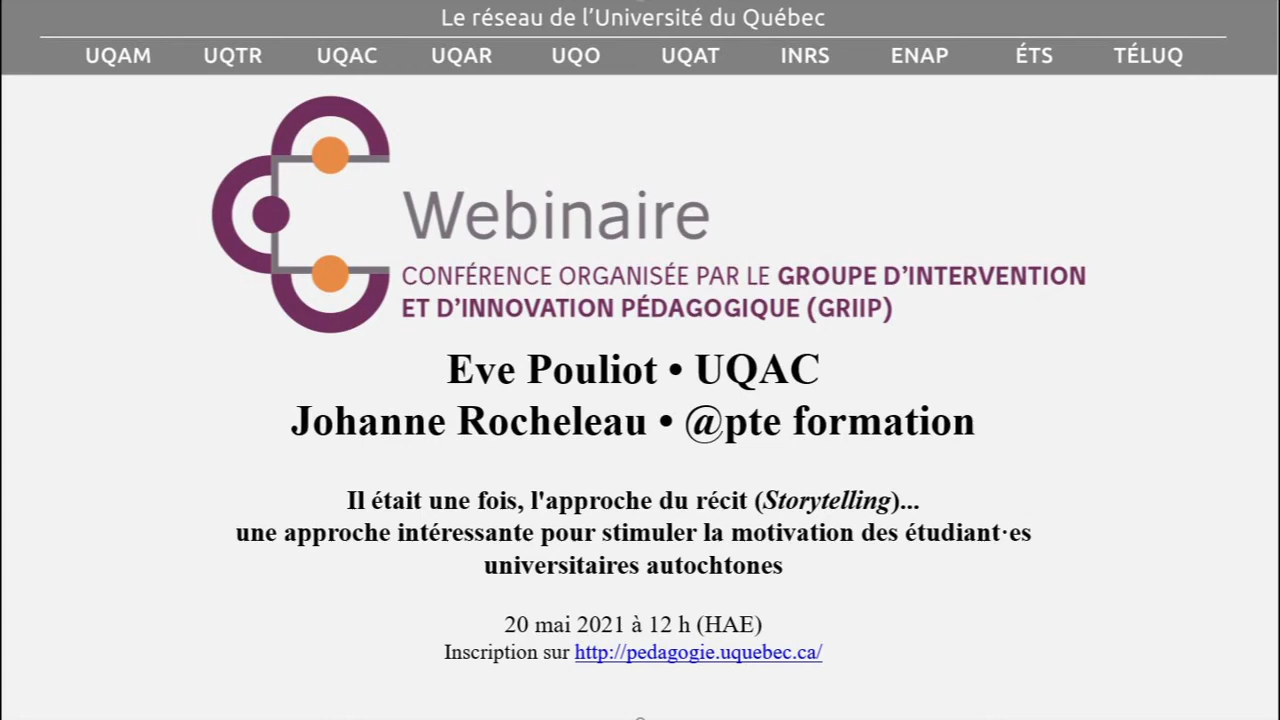 Le réseau de l’Université du Québec
UQAM UQTR UQAC UQAR UQO UQAT INRS ENAP ÉTS TÉLUQ
Webinaire
CONFÉRENCE ORGANISÉE PAR LE GROUPE D’INTERVENTION
ET D’INNOVATION PÉDAGOGIQUE (GRIIP)
Eve Pouliot • UQAC
Johanne Rocheleau • @pte formation
Il était une fois, l'approche du récit (Storytelling)...
une approche intéressante pour stimuler la motivation des étudiant·es
universitaires autochtones
20 mai 2021 à 12 h (HAE)
Inscription sur http://pedagogie.uquebec.ca/